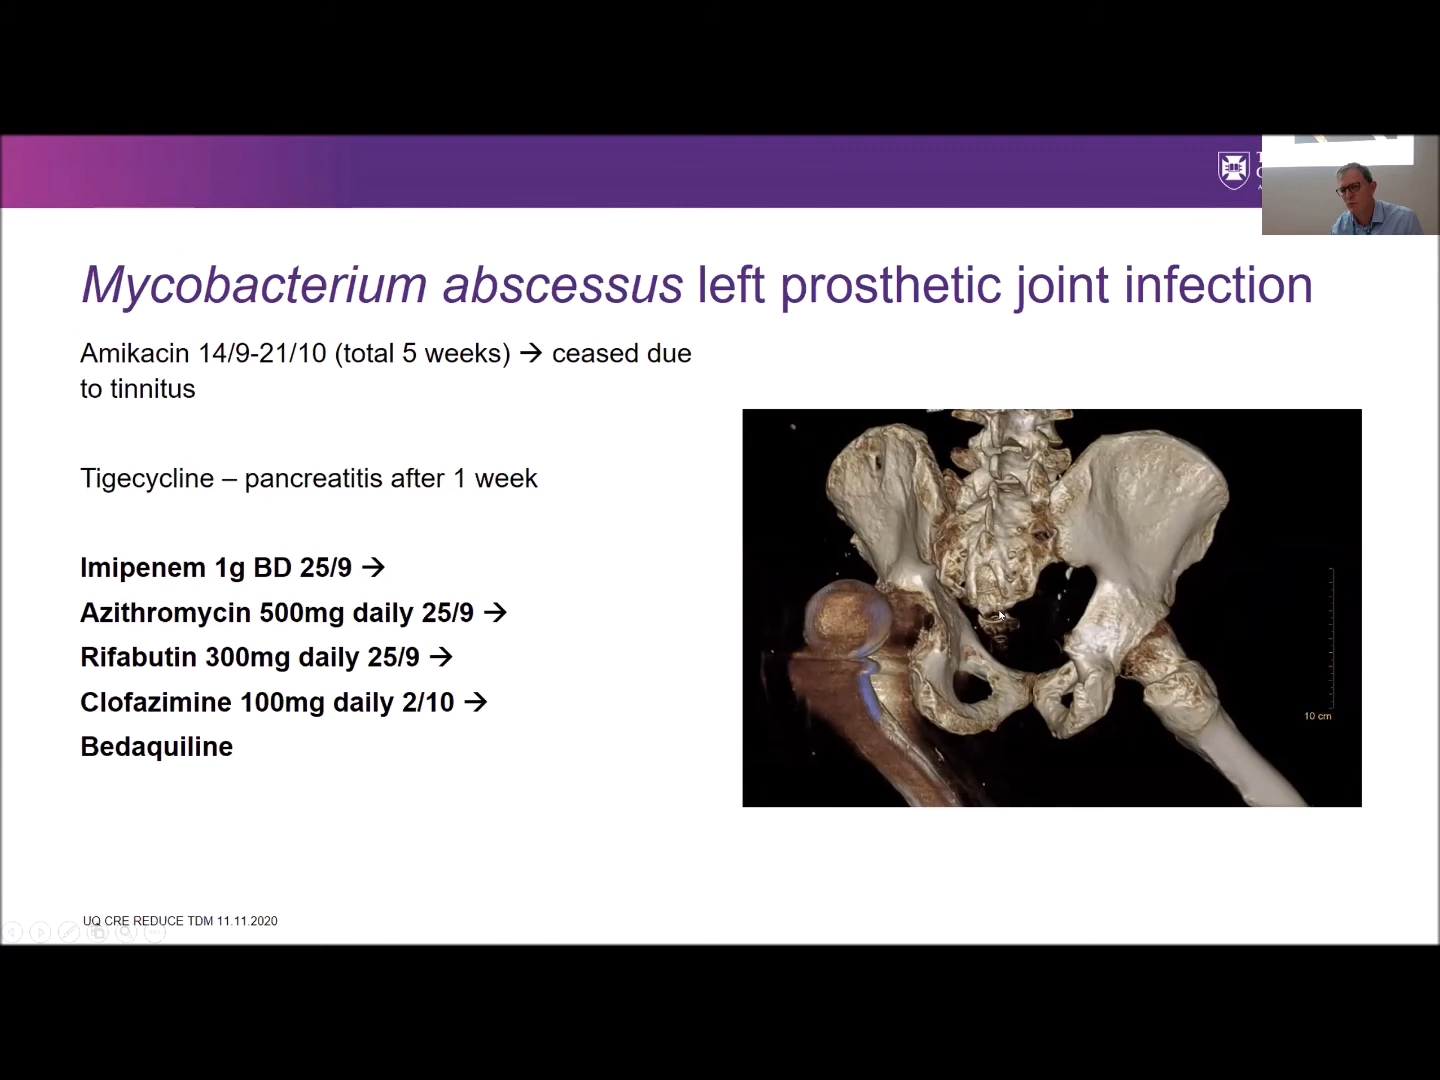 Mycobacterium abscessus left prosthetic joint infection
Amikacin 14/9-21/10 (total 5 weeks) → ceased due
to tinnitus
Tigecycline – pancreatitis after 1 week
Imipenem 1g BD 25/9 →
Azithromycin 500mg daily 25/9 →
Rifabutin 300mg daily 25/9 →
Clofazimine 100mg daily 2/10 →
Bedaquiline
10 cm
UQ CRE REDUCE TDM 11.11.2020